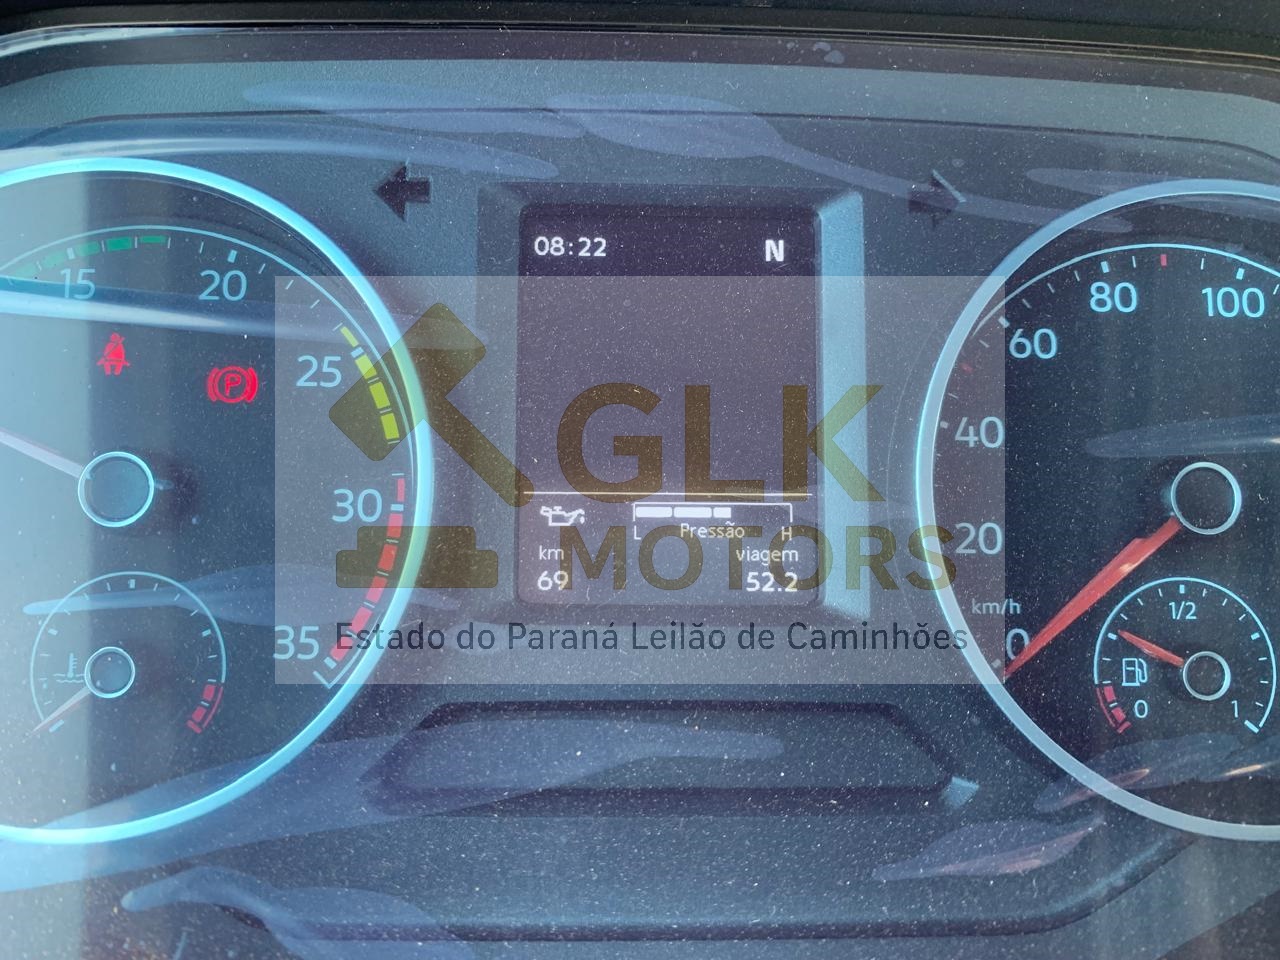 08:22
N
15
20
25
30
35
P
Pressão
L
H
km
viagem
69
52.2
0
20
40
60
80
100
km/h
1/2
0
1
GLK
MOTORS
Estado do Paraná Leilão de Caminhões